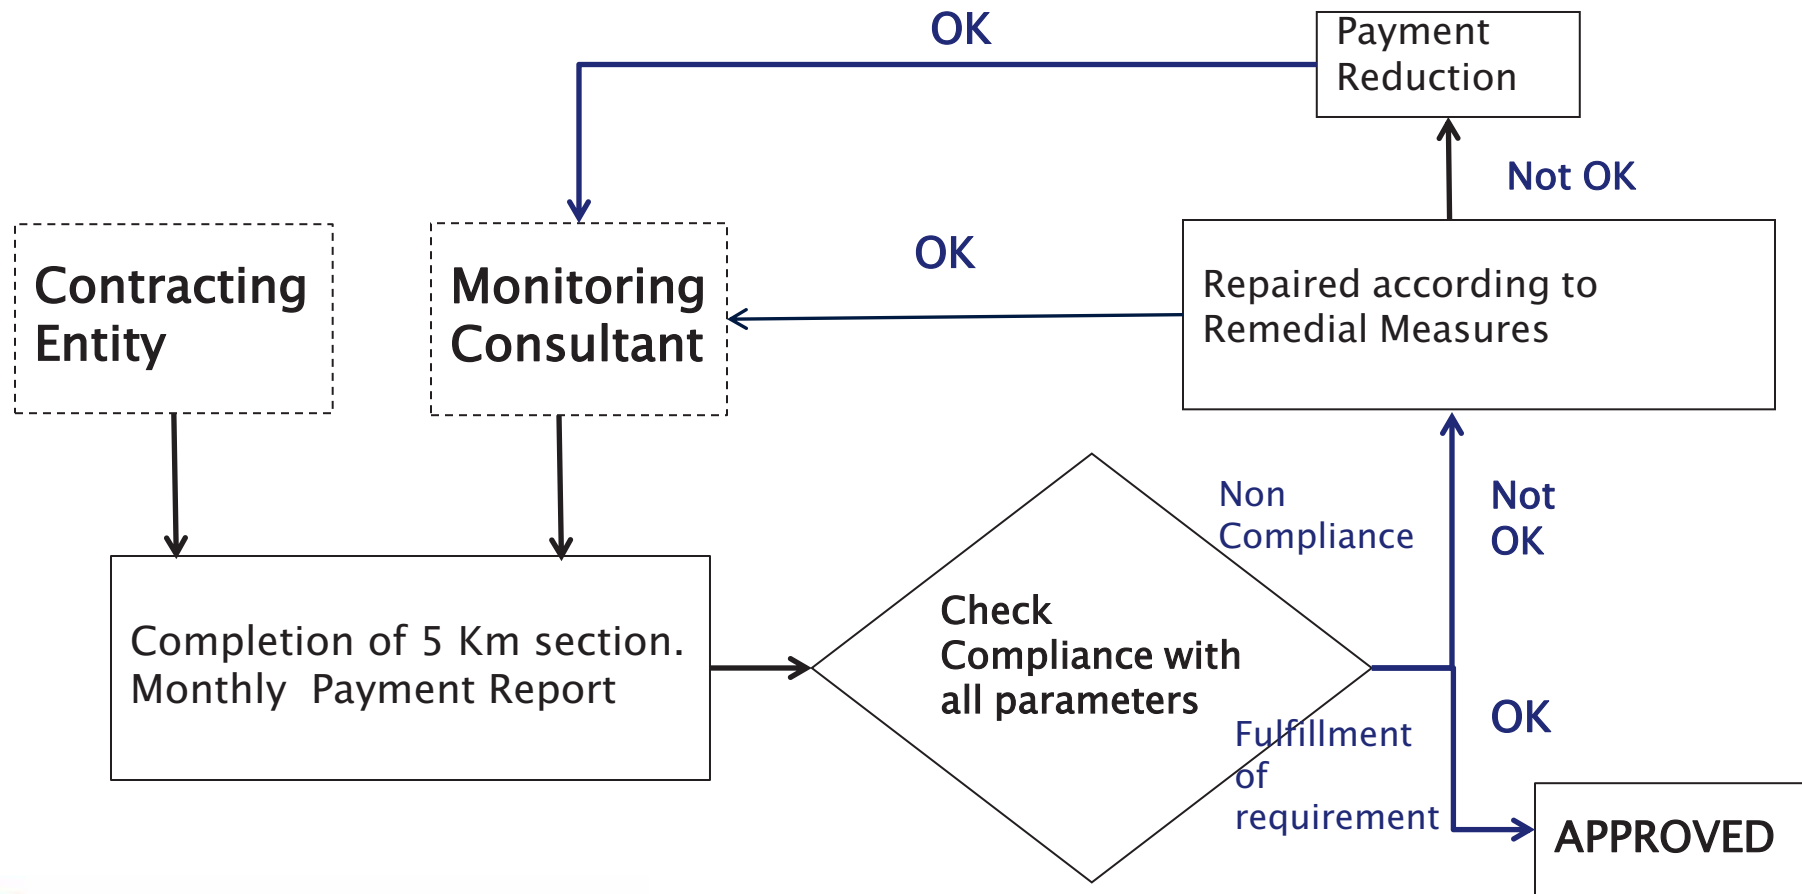 OK
Payment
Reduction
Not OK
Contracting
Entity
Monitoring
Consultant
OK
Repaired according to
Remedial Measures
Non
Compliance
Not
OK
Completion of 5 Km section.
Monthly  Payment Report
Check
Compliance with
all parameters
Fulfillment
of
requirement
OK
APPROVED